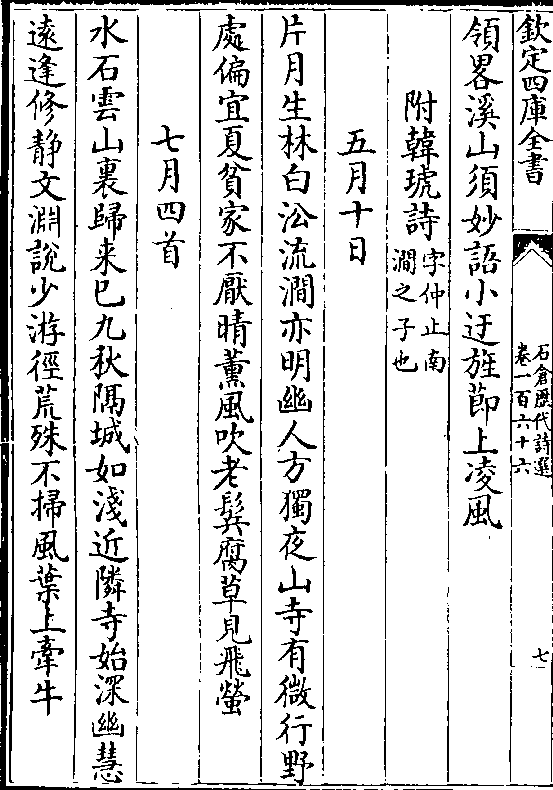 欽定四庫全書
石倉歷代詩選
卷一百六十六
七
領畧溪山須妙語小迂旌節上凌風
附韓琥詩字仲止南
澗之子也
五月十日
片月生林白沿流澗亦明幽人方獨夜山寺有微行野
處偏宜夏貧家不厭晴薰風吹老鬂腐草見飛螢
七月四首
水石雲山裏歸来已九秋隔城如淺近隣寺始深幽慧
遠逢修静文淵說少游徑荒殊不掃風葉上牽牛